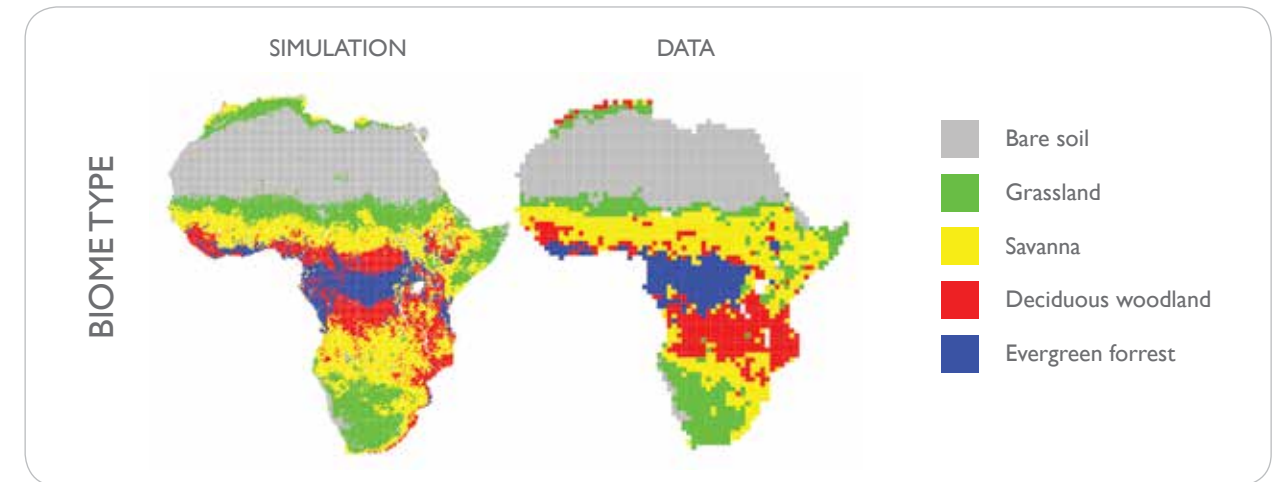 SIMULATION
DATA
BIOME TYPE
Bare soil
Grassland
Savanna
Deciduous woodland
Evergreen forrest